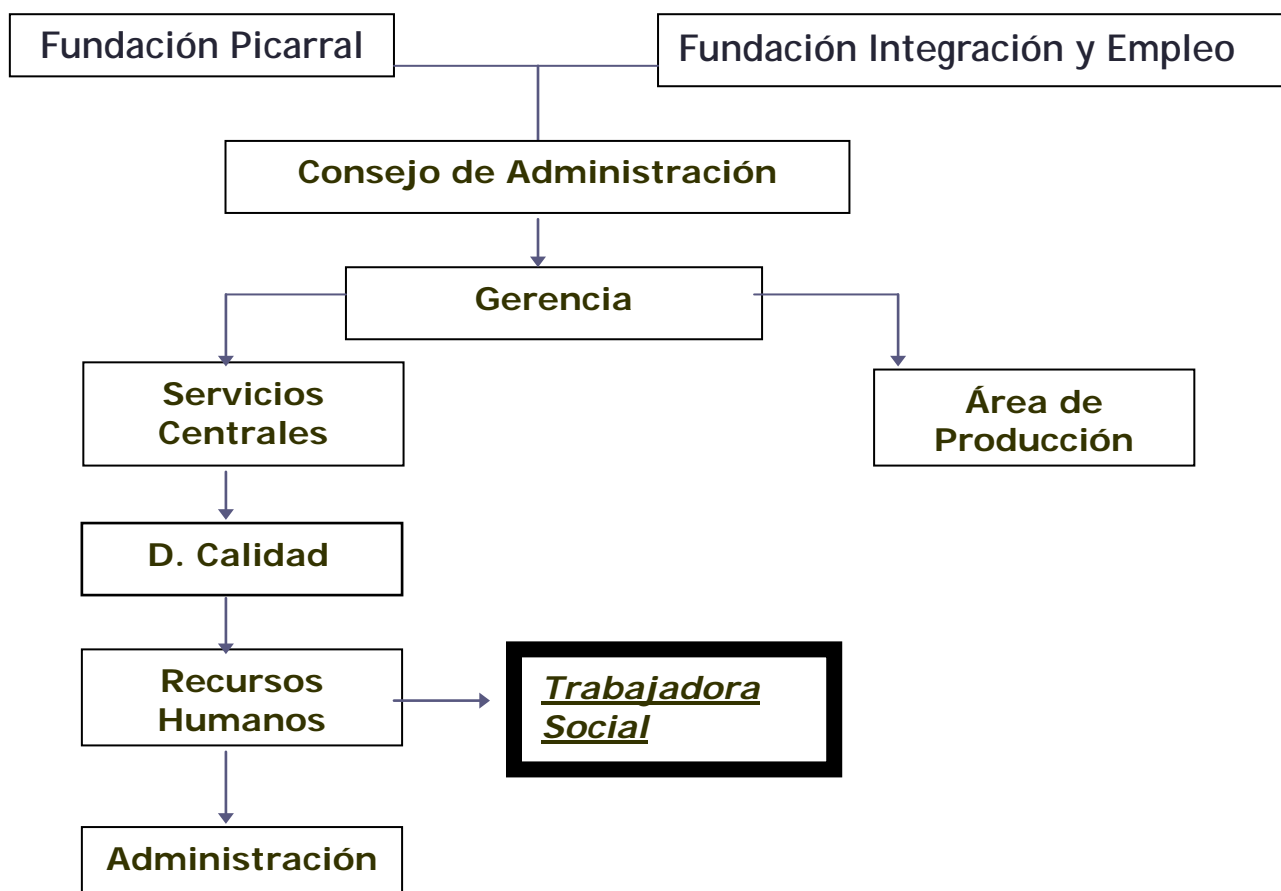 Fundación Picarral
Fundación Integración y Empleo
Consejo de Administración
Gerencia
Servicios
Centrales
Área de
Producción
D. Calidad
Recursos
Humanos
Trabajadora
Social
Administración